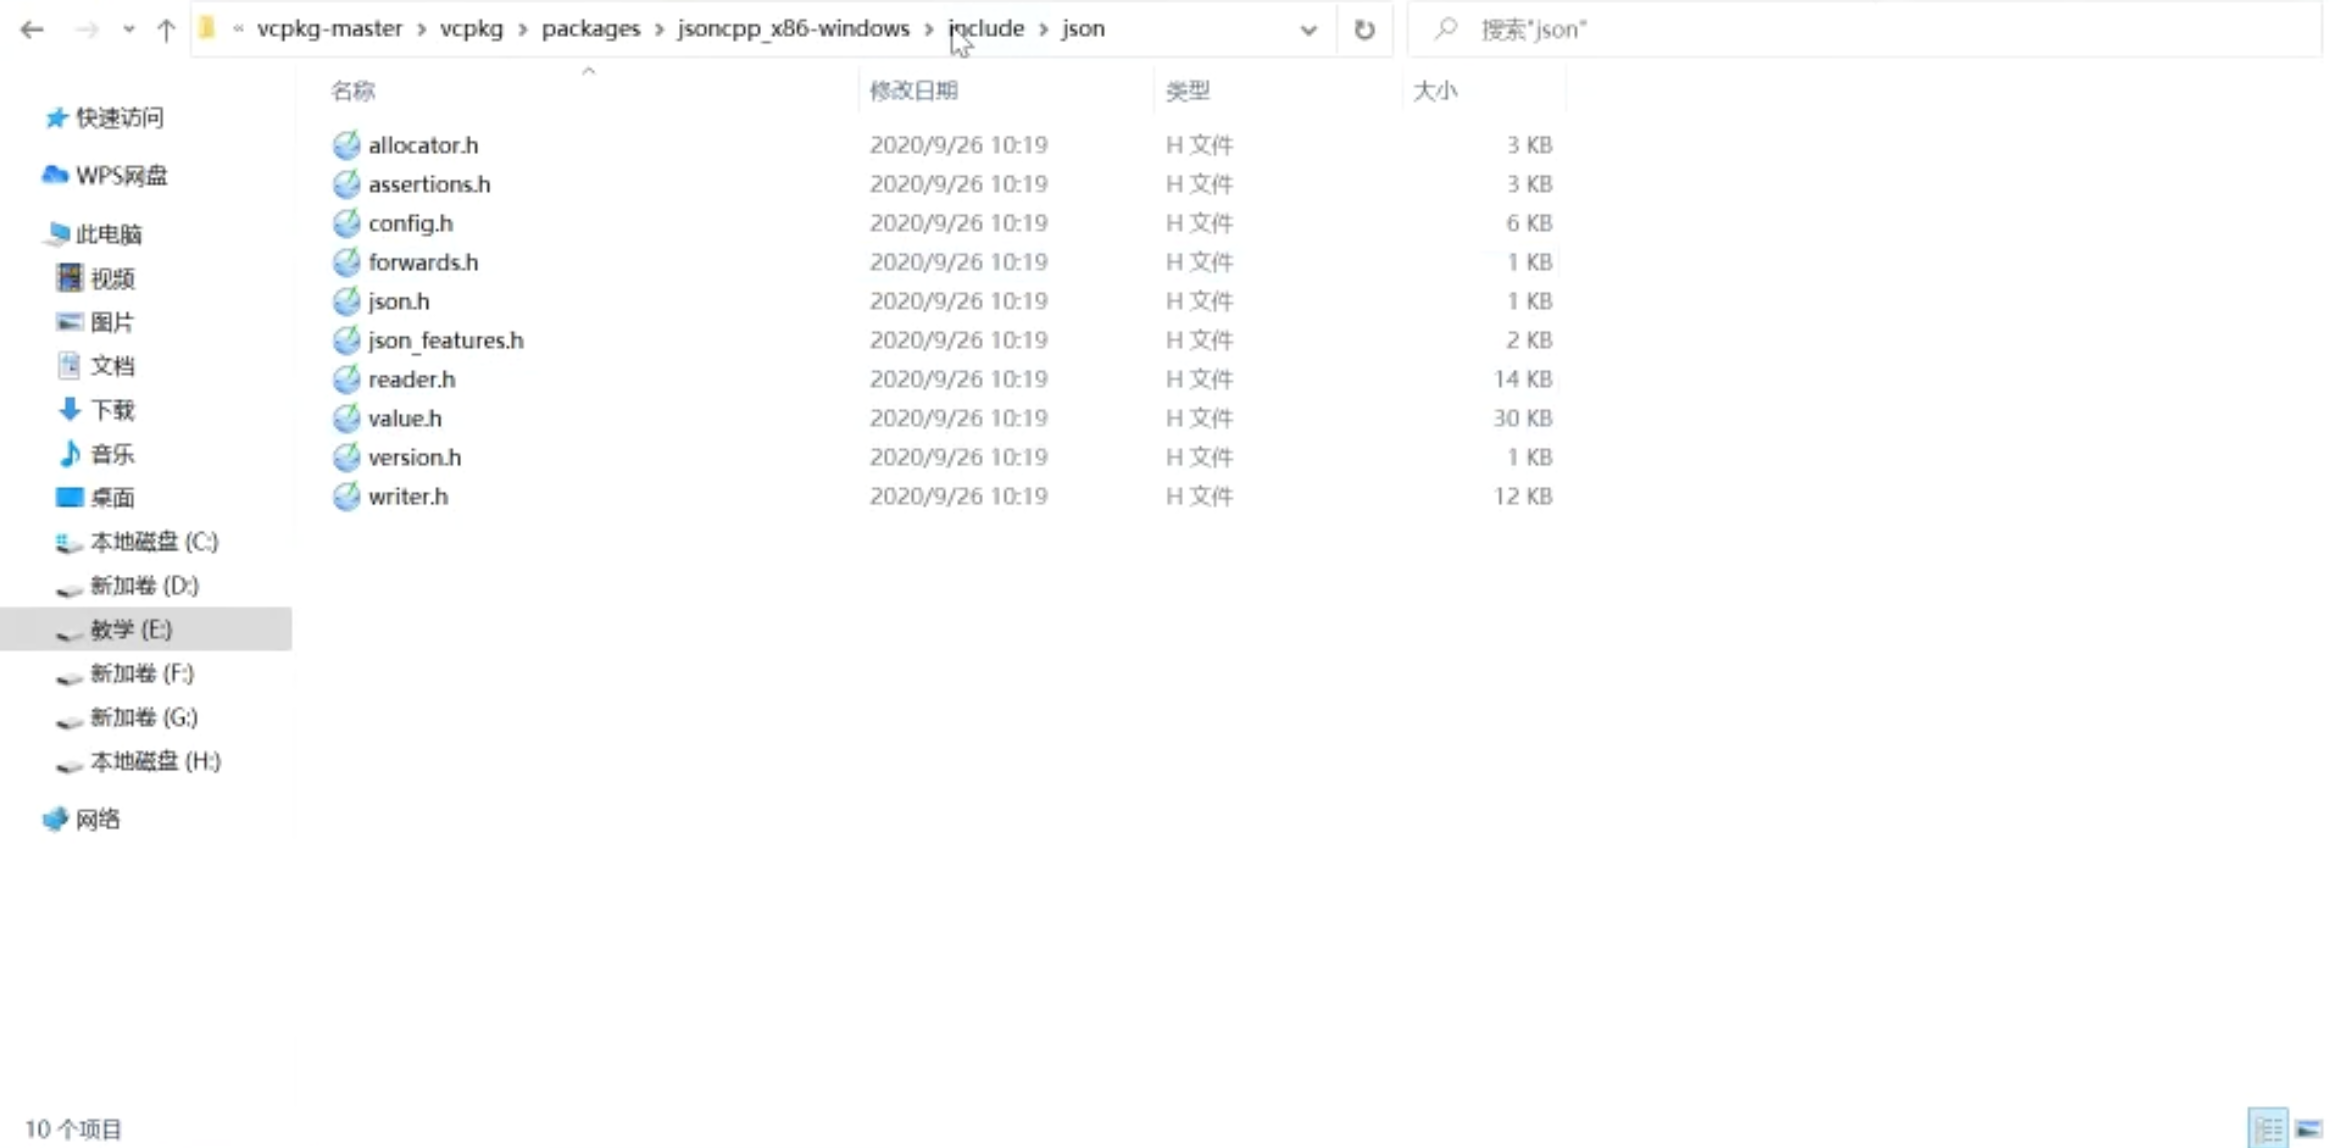 « vcpkg-master › vcpkg › packages › jsoncpp_x86-windows › include › json 搜索"json"
名称 修改日期 类型 大小
快速访问
WPS网盘
此电脑
视频
图片
文档
下载
音乐
桌面
本地磁盘 (C:)
新加卷 (D:)
教学 (E:)
新加卷 (F:)
新加卷 (G:)
本地磁盘 (H:)
网络
allocator.h 2020/9/26 10:19 H 文件 3 KB
assertions.h 2020/9/26 10:19 H 文件 3 KB
config.h 2020/9/26 10:19 H 文件 6 KB
forwards.h 2020/9/26 10:19 H 文件 1 KB
json.h 2020/9/26 10:19 H 文件 1 KB
json_features.h 2020/9/26 10:19 H 文件 2 KB
reader.h 2020/9/26 10:19 H 文件 14 KB
value.h 2020/9/26 10:19 H 文件 30 KB
version.h 2020/9/26 10:19 H 文件 1 KB
writer.h 2020/9/26 10:19 H 文件 12 KB
10 个项目